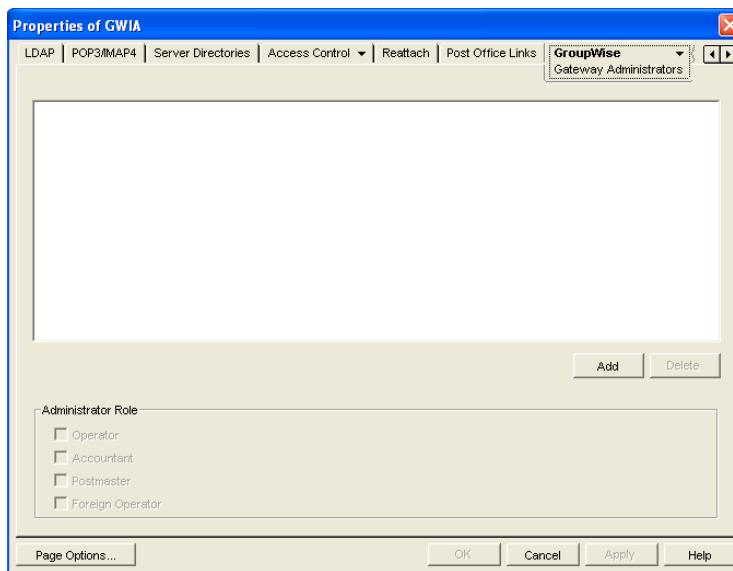 Properties of GWIA
LDAP POP3/IMAP4 Server Directories Access Control Reattach Post Office Links GroupWise
Gateway Administrators
Add Delete
Administrator Role
Operator
Accountant
Postmaster
Foreign Operator
Page Options... OK Cancel Apply Help